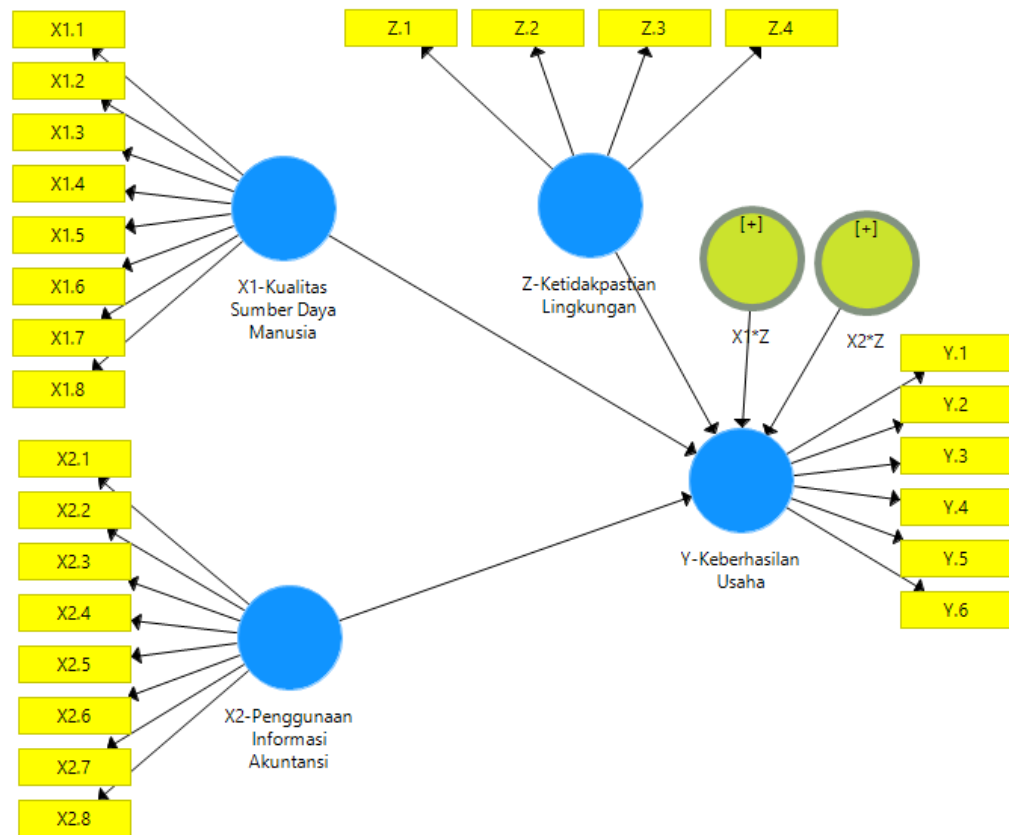 X1.1
X1.2
X1.3
X1.4
X1.5
X1.6
X1.7
X1.8
X1-Kualitas
Sumber Daya
Manusia
Z.1
Z.2
Z.3
Z.4
Z-Ketidakpastian
Lingkungan
[+]
X1*Z
[+]
X2*Z
X2.1
X2.2
X2.3
X2.4
X2.5
X2.6
X2.7
X2.8
X2-Penggunaan
Informasi
Akuntansi
Y-Keberhasilan
Usaha
Y.1
Y.2
Y.3
Y.4
Y.5
Y.6